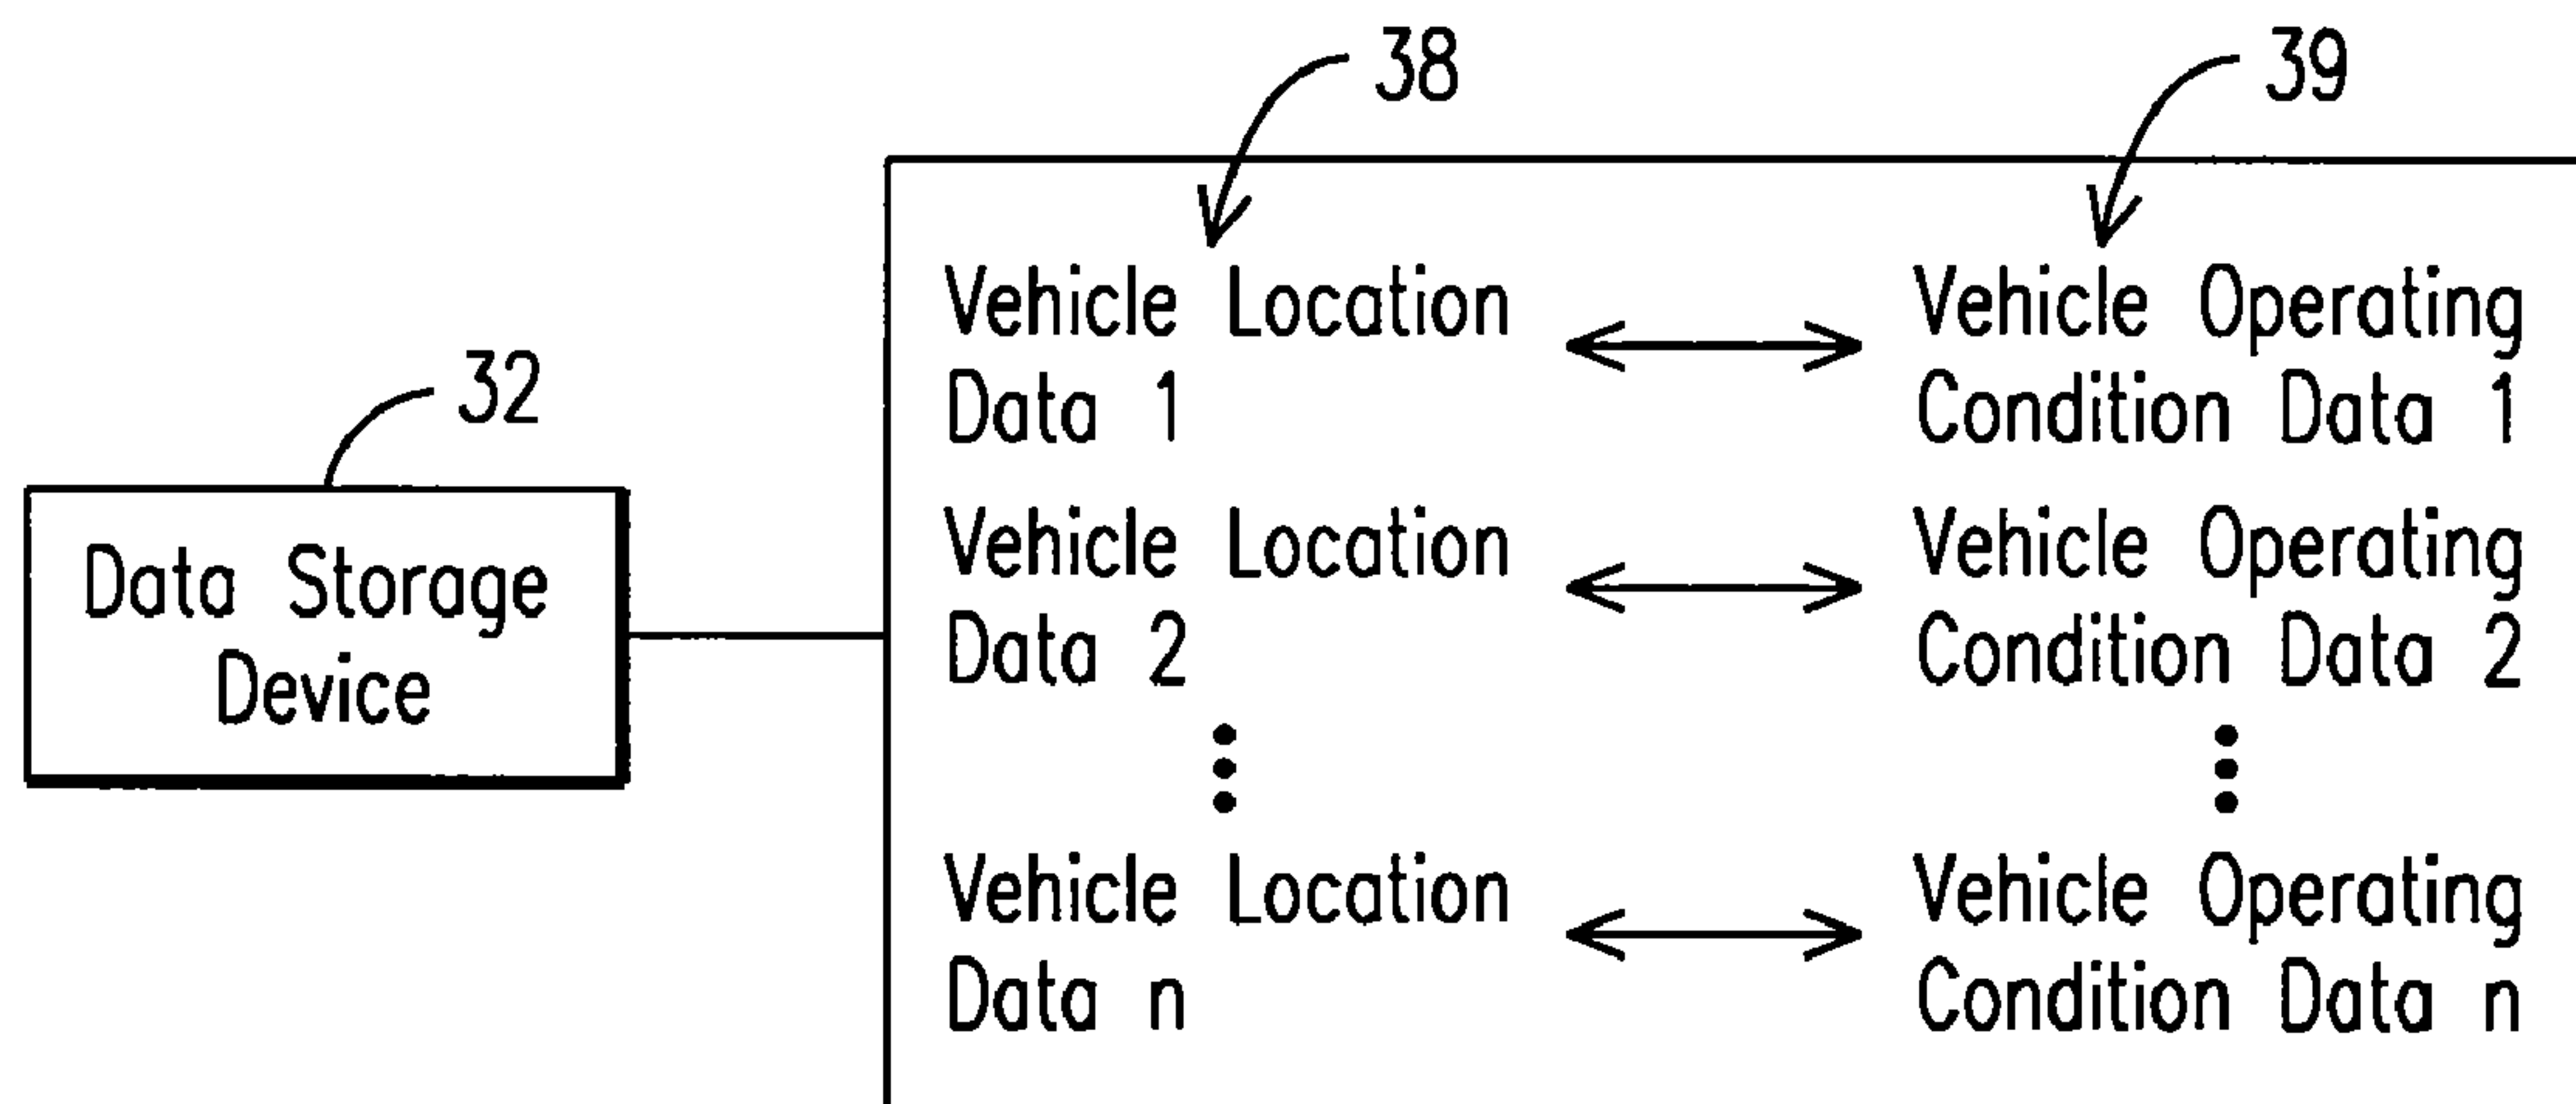 38
39
32
Data Storage
Device
Vehicle Location
Data 1
Vehicle Operating
Condition Data 1
Vehicle Location
Data 2
Vehicle Operating
Condition Data 2
Vehicle Location
Data n
Vehicle Operating
Condition Data n